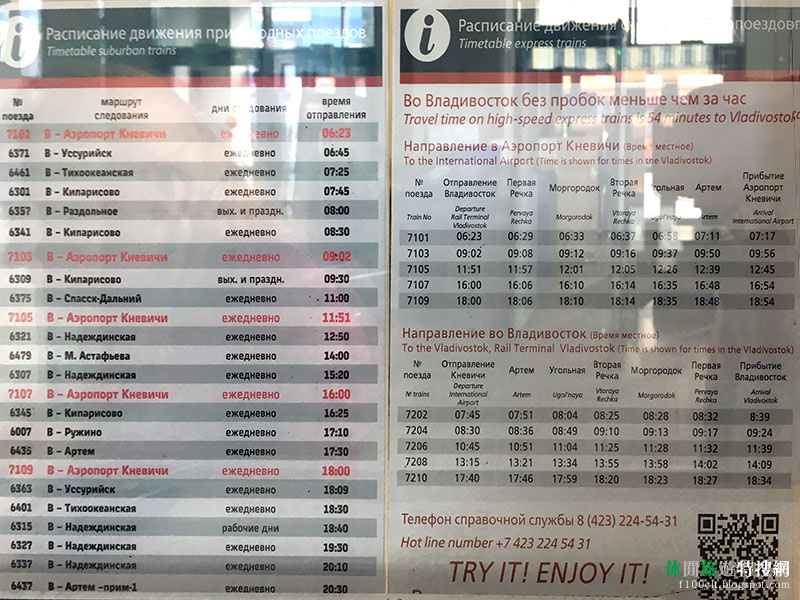 Расписание движения пригородных поездов
Timetable suburban trains
№ поезда маршрут следования дни следования время отправления
7101 В – Аэропорт Кневичи ежедневно 06:23
6371 В – Уссурийск ежедневно 06:45
6461 В – Тихоокеанская ежедневно 07:25
6301 В – Кипарисово ежедневно 07:45
6357 В – Раздольное вых. и праздн. 08:00
6341 В – Кипарисово ежедневно 08:30
7103 В – Аэропорт Кневичи ежедневно 09:02
6309 В – Кипарисово вых. и праздн. 09:30
6375 В – Спасск-Дальний ежедневно 11:00
7105 В – Аэропорт Кневичи ежедневно 11:51
6321 В – Надеждинская ежедневно 12:50
6479 В – М. Астафьева ежедневно 14:00
6307 В – Надеждинская ежедневно 15:20
7107 В – Аэропорт Кневичи ежедневно 16:00
6345 В – Кипарисово ежедневно 16:25
6007 В – Ружино ежедневно 17:10
6435 В – Артем ежедневно 17:30
7109 В – Аэропорт Кневичи ежедневно 18:00
6363 В – Уссурийск ежедневно 18:09
6401 В – Тихоокеанская ежедневно 18:30
6315 В – Надеждинская рабочие дни 18:40
6327 В – Надеждинская ежедневно 19:30
6337 В – Надеждинская ежедневно 20:10
6437 В – Артем –прим-1 ежедневно 20:30
Расписание движения
Timetable express trains
Во Владивосток без пробок меньше чем за час
Travel time on high-speed express trains is 54 minutes to Vladivostok
Направление в Аэропорт Кневичи (Время местное)
To the International Airport (Time is shown for times in the Vladivostok)
№ поезда Отправление Владивосток Первая Речка Моргородок Вторая Речка Угольная Артем Прибытие Аэропорт Кневичи
Train No Departure Rail Terminal Vladivostok Pervaya Rechka Morgorodok Vtoraya Rechka Ugol'naya Artem Arrival International Airport
7101 06:23 06:29 06:33 06:37 06:58 07:11 07:17
7103 09:02 09:08 09:12 09:16 09:37 09:50 09:56
7105 11:51 11:57 12:01 12:05 12:26 12:39 12:45
7107 16:00 16:06 16:10 16:14 16:35 16:48 16:54
7109 18:00 18:06 18:10 18:14 18:35 18:48 18:54
Направление во Владивосток (Время местное)
To the Vladivostok, Rail Terminal Vladivostok (Time is shown for times in the Vladivostok)
№ поезда Отправление Кневичи Артем Угольная Вторая Речка Моргородок Первая Речка Прибытие Владивосток
№ trains Departure International Airport Artem Ugol'naya Vtoraya Rechka Morgorodok Pervaya Rechka Arrival Vladivostok
7202 07:45 07:51 08:04 08:25 08:28 08:32 8:39
7204 08:30 08:36 08:49 09:10 09:13 09:17 09:24
7206 10:45 10:51 11:04 11:25 11:28 11:32 11:39
7208 13:15 13:21 13:34 13:55 13:58 14:02 14:09
7210 17:40 17:46 17:59 18:20 18:23 18:27 18:34
Телефон справочной службы 8 (423) 224-54-31
Hot line number +7 423 224 54 31
TRY IT! ENJOY IT!
休閒旅遊特搜網
f100clt.blogspot.com